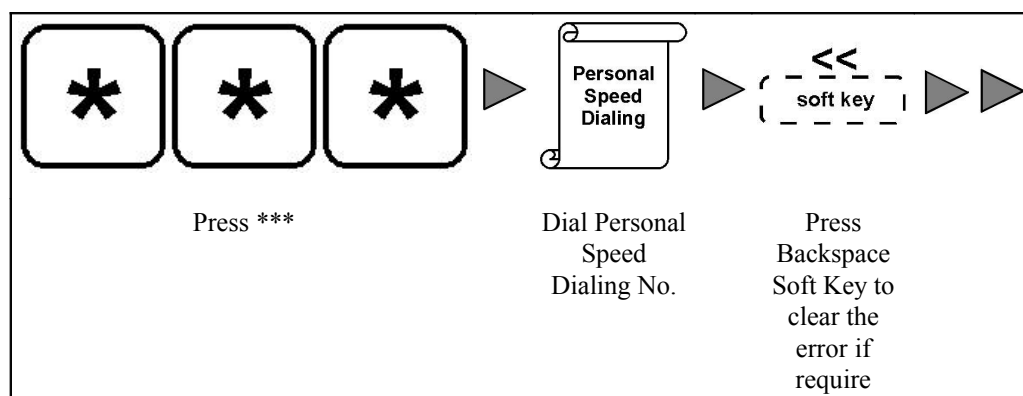 * * *
Personal
Speed
Dialing
<<
soft key
Press ***
Dial Personal
Speed
Dialing No.
Press
Backspace
Soft Key to
clear the
error if
require